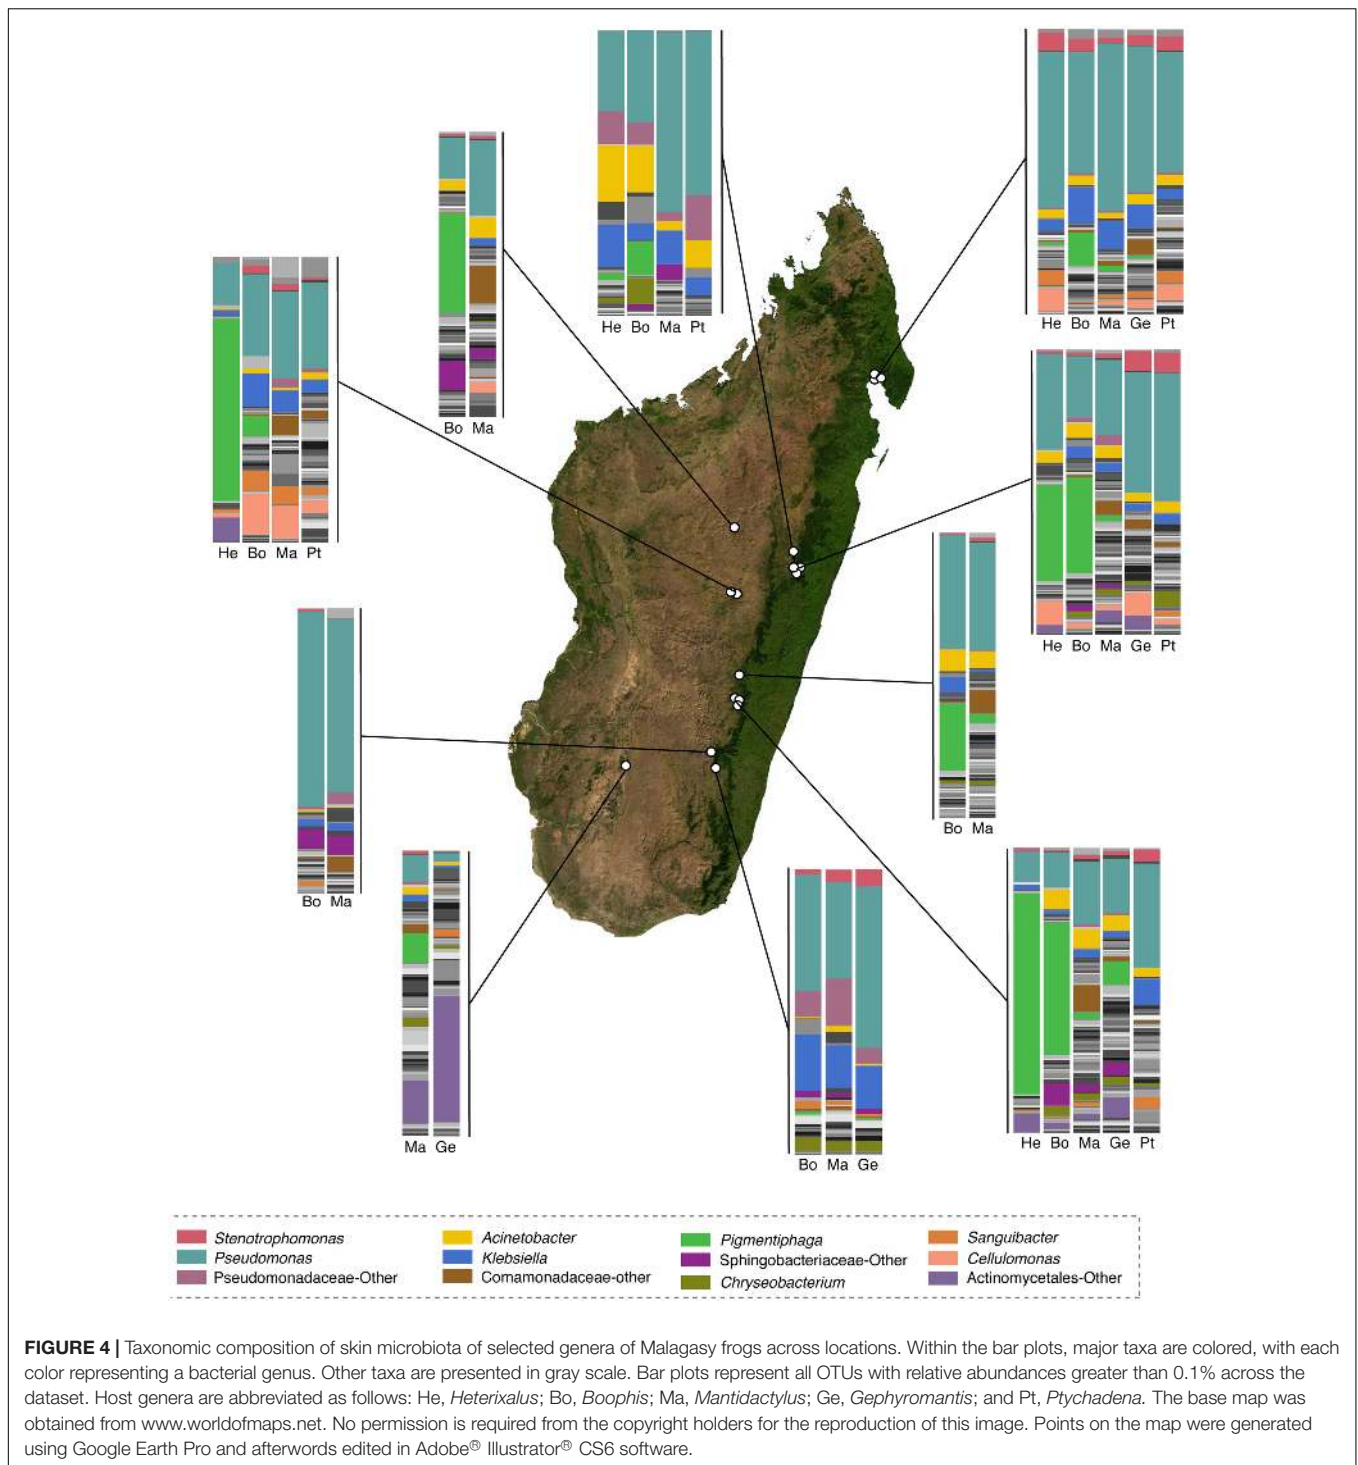 He Bo Ma Pt
He Bo Ma Ge Pt
Bo Ma
He Bo Ma Pt
He Bo Ma Ge Pt
Bo Ma
Bo Ma
Ma Ge
Bo Ma Ge
He Bo Ma Ge Pt
Stenotrophomonas
Pseudomonas
Pseudomonadaceae-Other
Acinetobacter
Klebsiella
Comamonadaceae-other
Pigmentiphaga
Sphingobacteriaceae-Other
Chryseobacterium
Sanguibacter
Cellulomonas
Actinomycetales-Other
FIGURE 4 | Taxonomic composition of skin microbiota of selected genera of Malagasy frogs across locations. Within the bar plots, major taxa are colored, with each
color representing a bacterial genus. Other taxa are presented in gray scale. Bar plots represent all OTUs with relative abundances greater than 0.1% across the
dataset. Host genera are abbreviated as follows: He, Heterixalus; Bo, Boophis; Ma, Mantidactylus; Ge, Gephyromantis; and Pt, Ptychadena. The base map was
obtained from www.worldofmaps.net. No permission is required from the copyright holders for the reproduction of this image. Points on the map were generated
using Google Earth Pro and afterwords edited in Adobe® Illustrator® CS6 software.